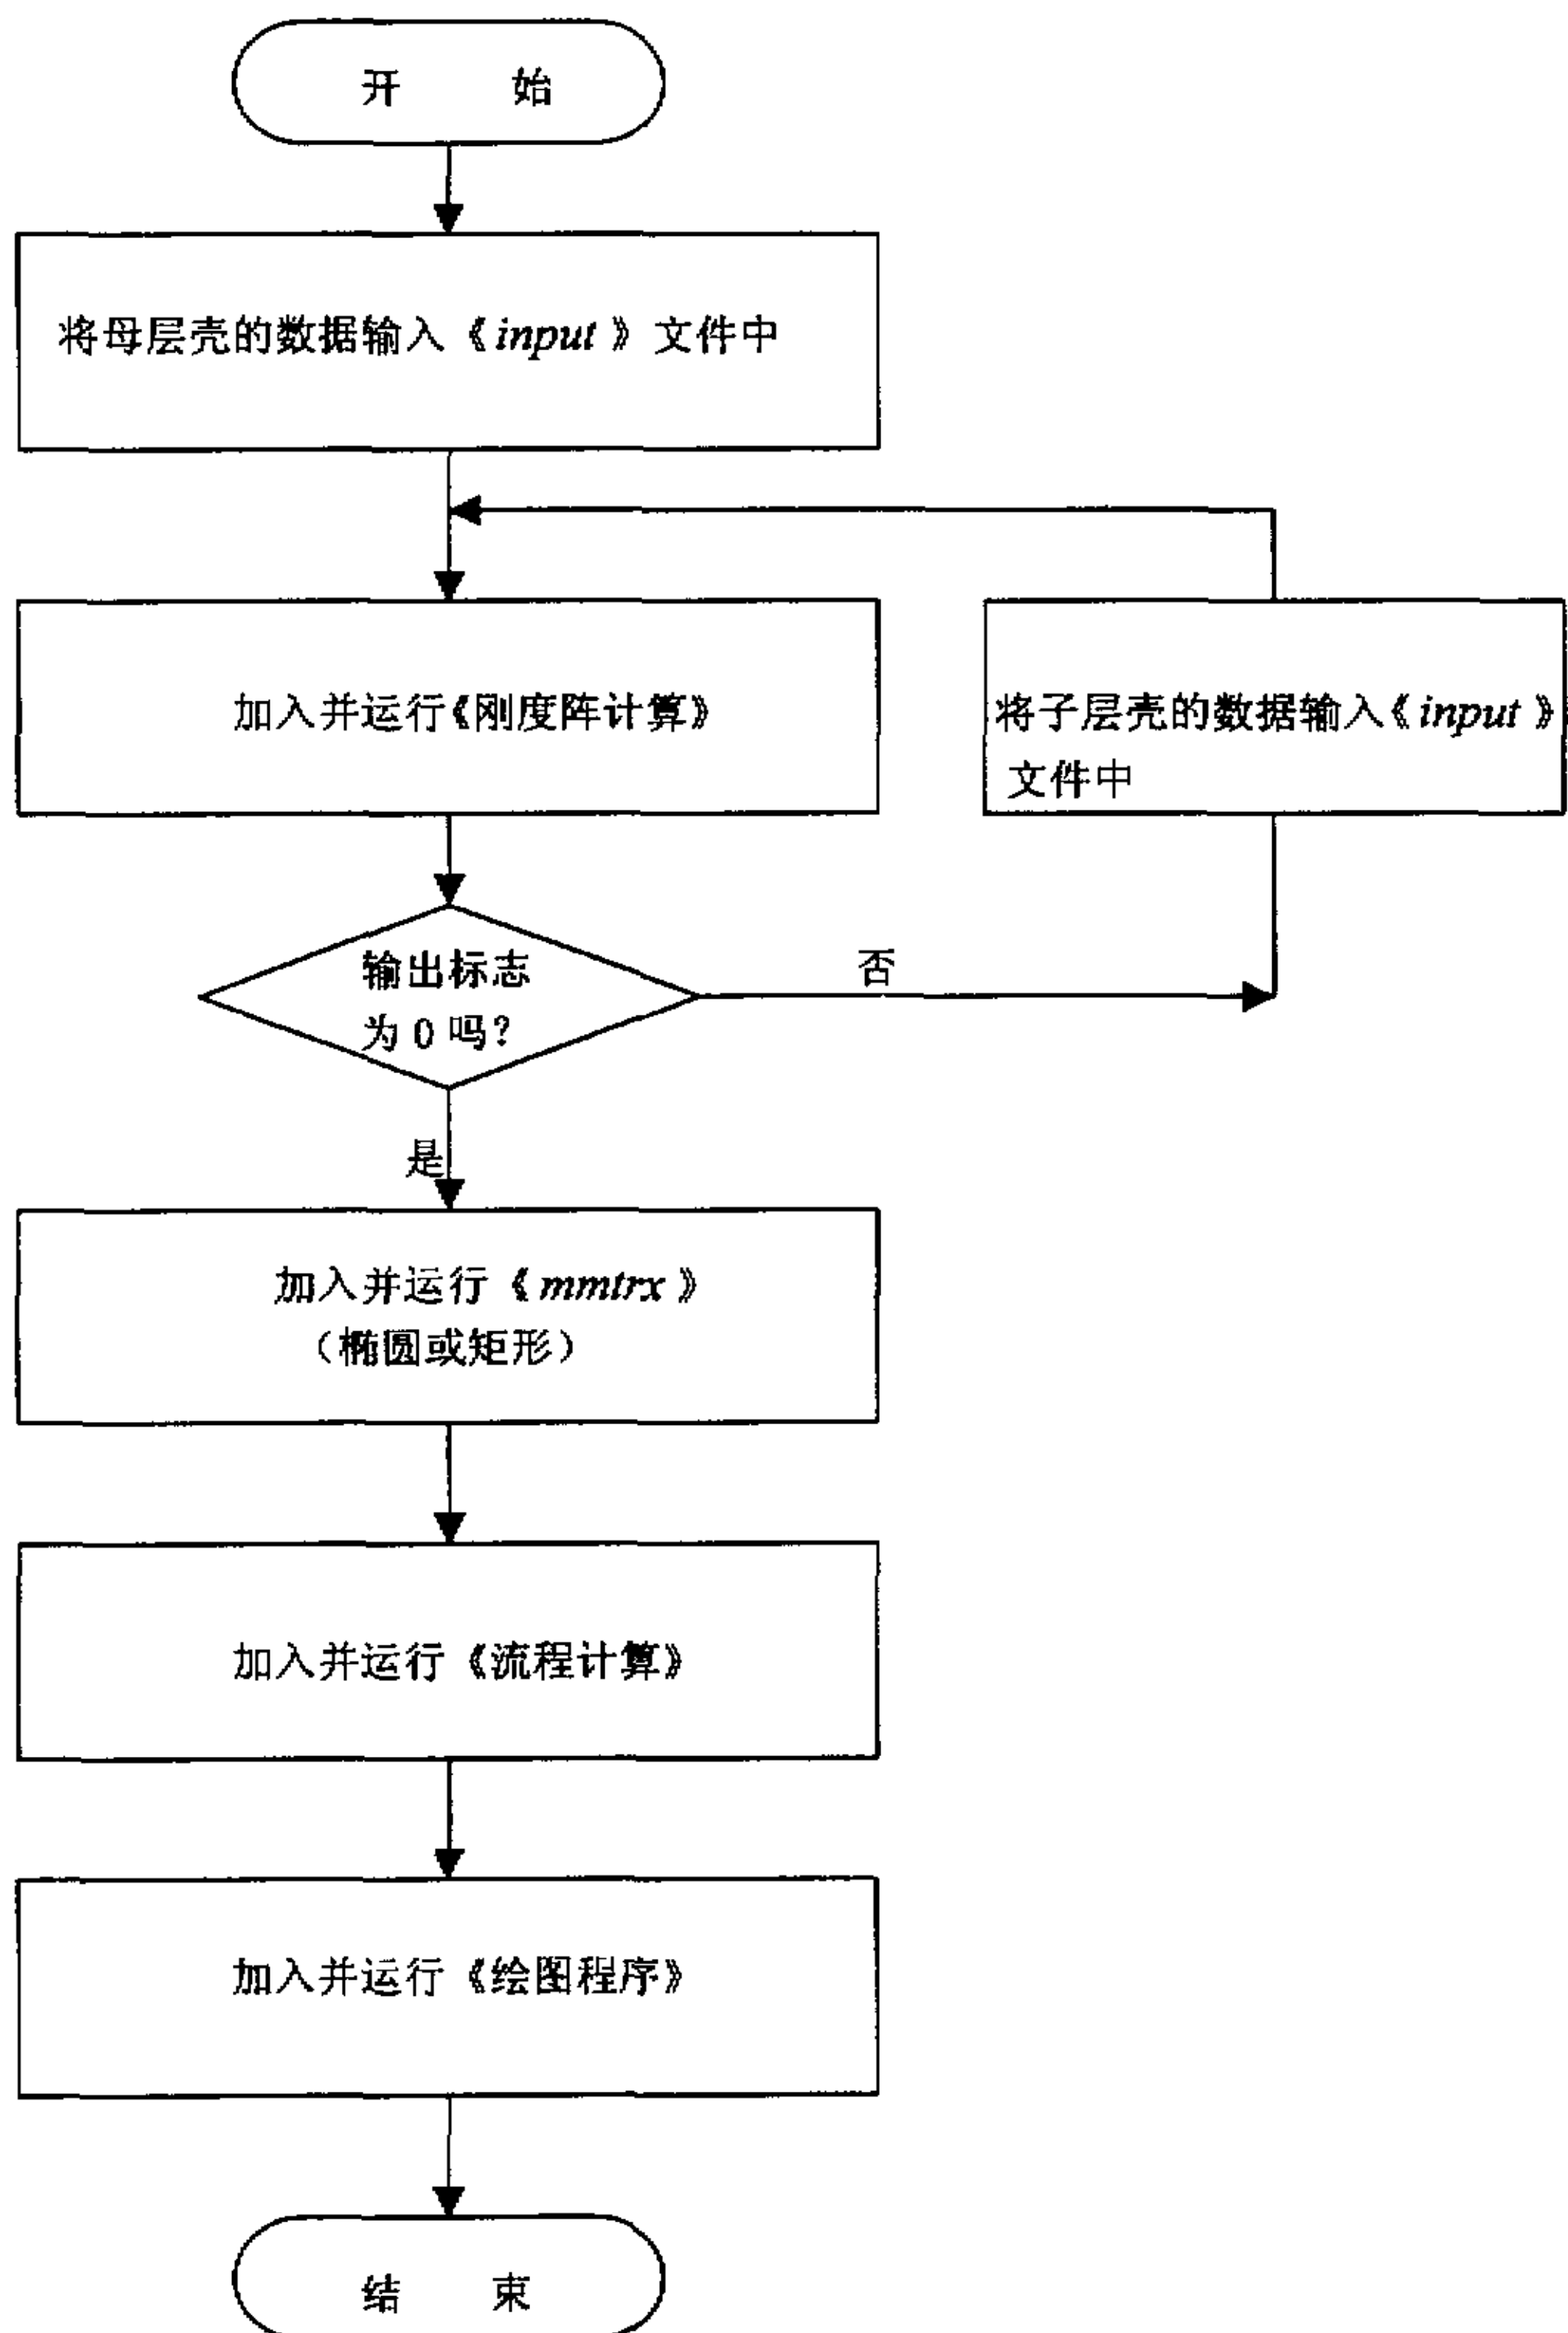 开 始
将母层壳的数据输入《input》文件中
加入并运行《刚度阵计算》
将子层壳的数据输入《input》
文件中
输出标志
为0吗?
否
是
加入并运行《mmtrx》
（椭圆或矩形）
加入并运行《流程计算》
加入并运行《绘图程序》
结 束